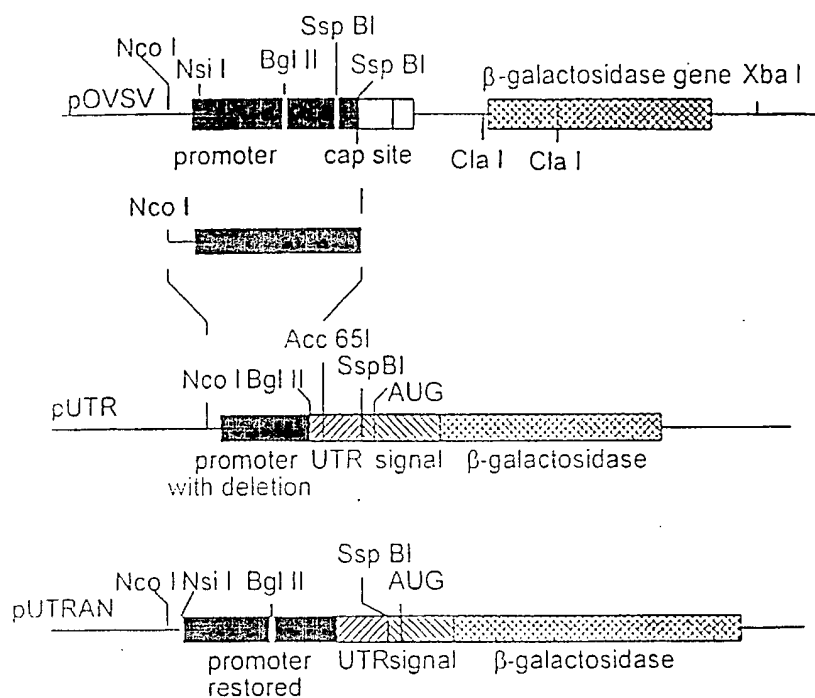 Ssp BI
Nco I
Nsi I
Bgl II
Ssp BI
β-galactosidase gene Xba I
pOVSV
promoter
cap site
Cla I
Cla I
Nco I
Acc 65I
SspBI
Nco I Bgl II
AUG
pUTR
promoter UTR signal β-galactosidase
with deletion
Ssp BI
Nco I Nsi I Bgl II
AUG
pUTRAN
promoter UTRsignal β-galactosidase
restored